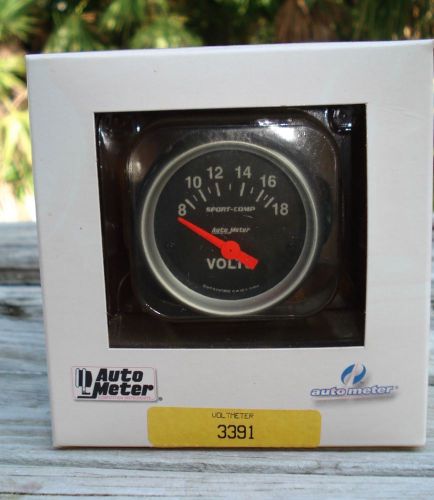 8 10 12 14 16 18
SPORT-COMP
Auto Meter
VOLTS
Auto
Meter
auto meter
VOLTMETER
3391